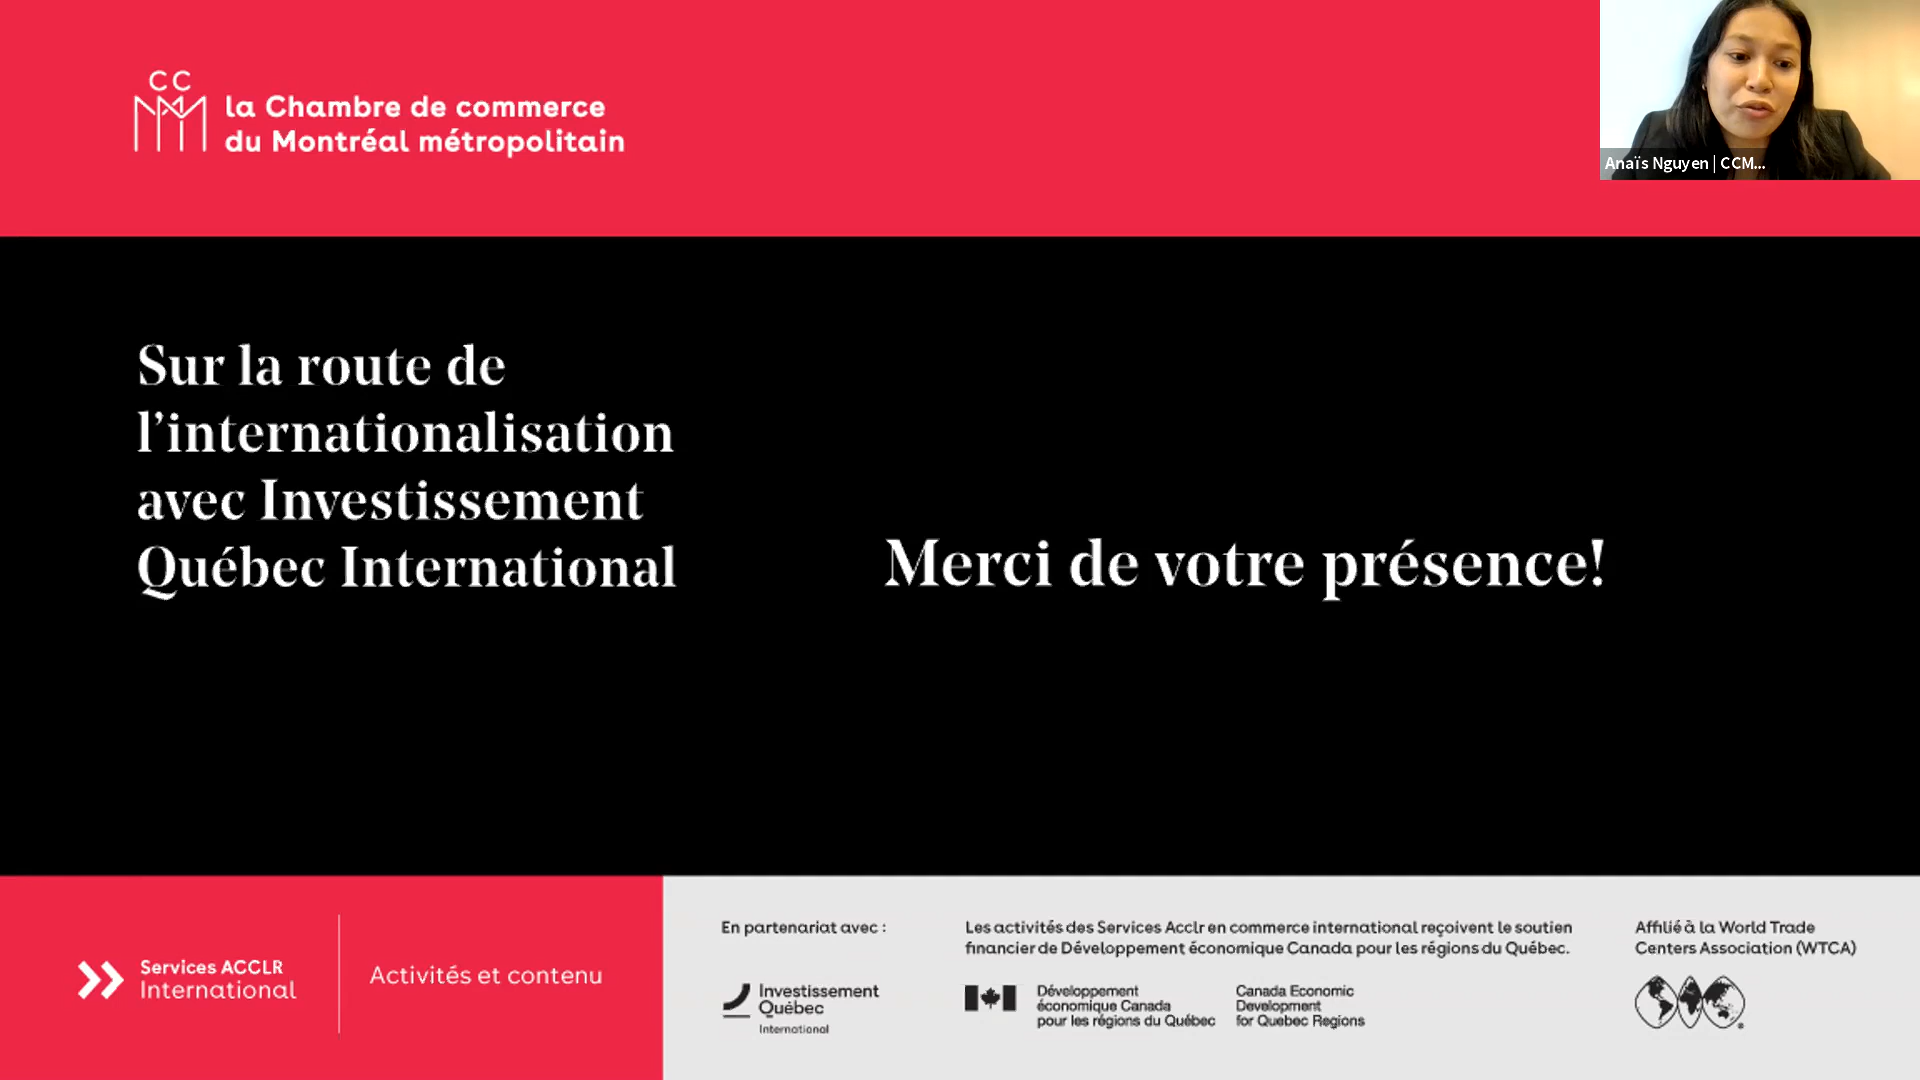 CC
la Chambre de commerce
du Montréal métropolitain
Anaïs Nguyen | CCM...
Sur la route de
l'internationalisation
avec Investissement
Québec International
Merci de votre présence!
Services ACCLR
International
Activités et contenu
En partenariat avec :
Investissement
Québec
International
Les activités des Services Acclr en commerce international reçoivent le soutien
financier de Développement économique Canada pour les régions du Québec.
Développement
économique Canada
pour les régions du Québec
Canada Economic
Development
for Quebec Regions
Affilié à la World Trade
Centers Association (WTCA)